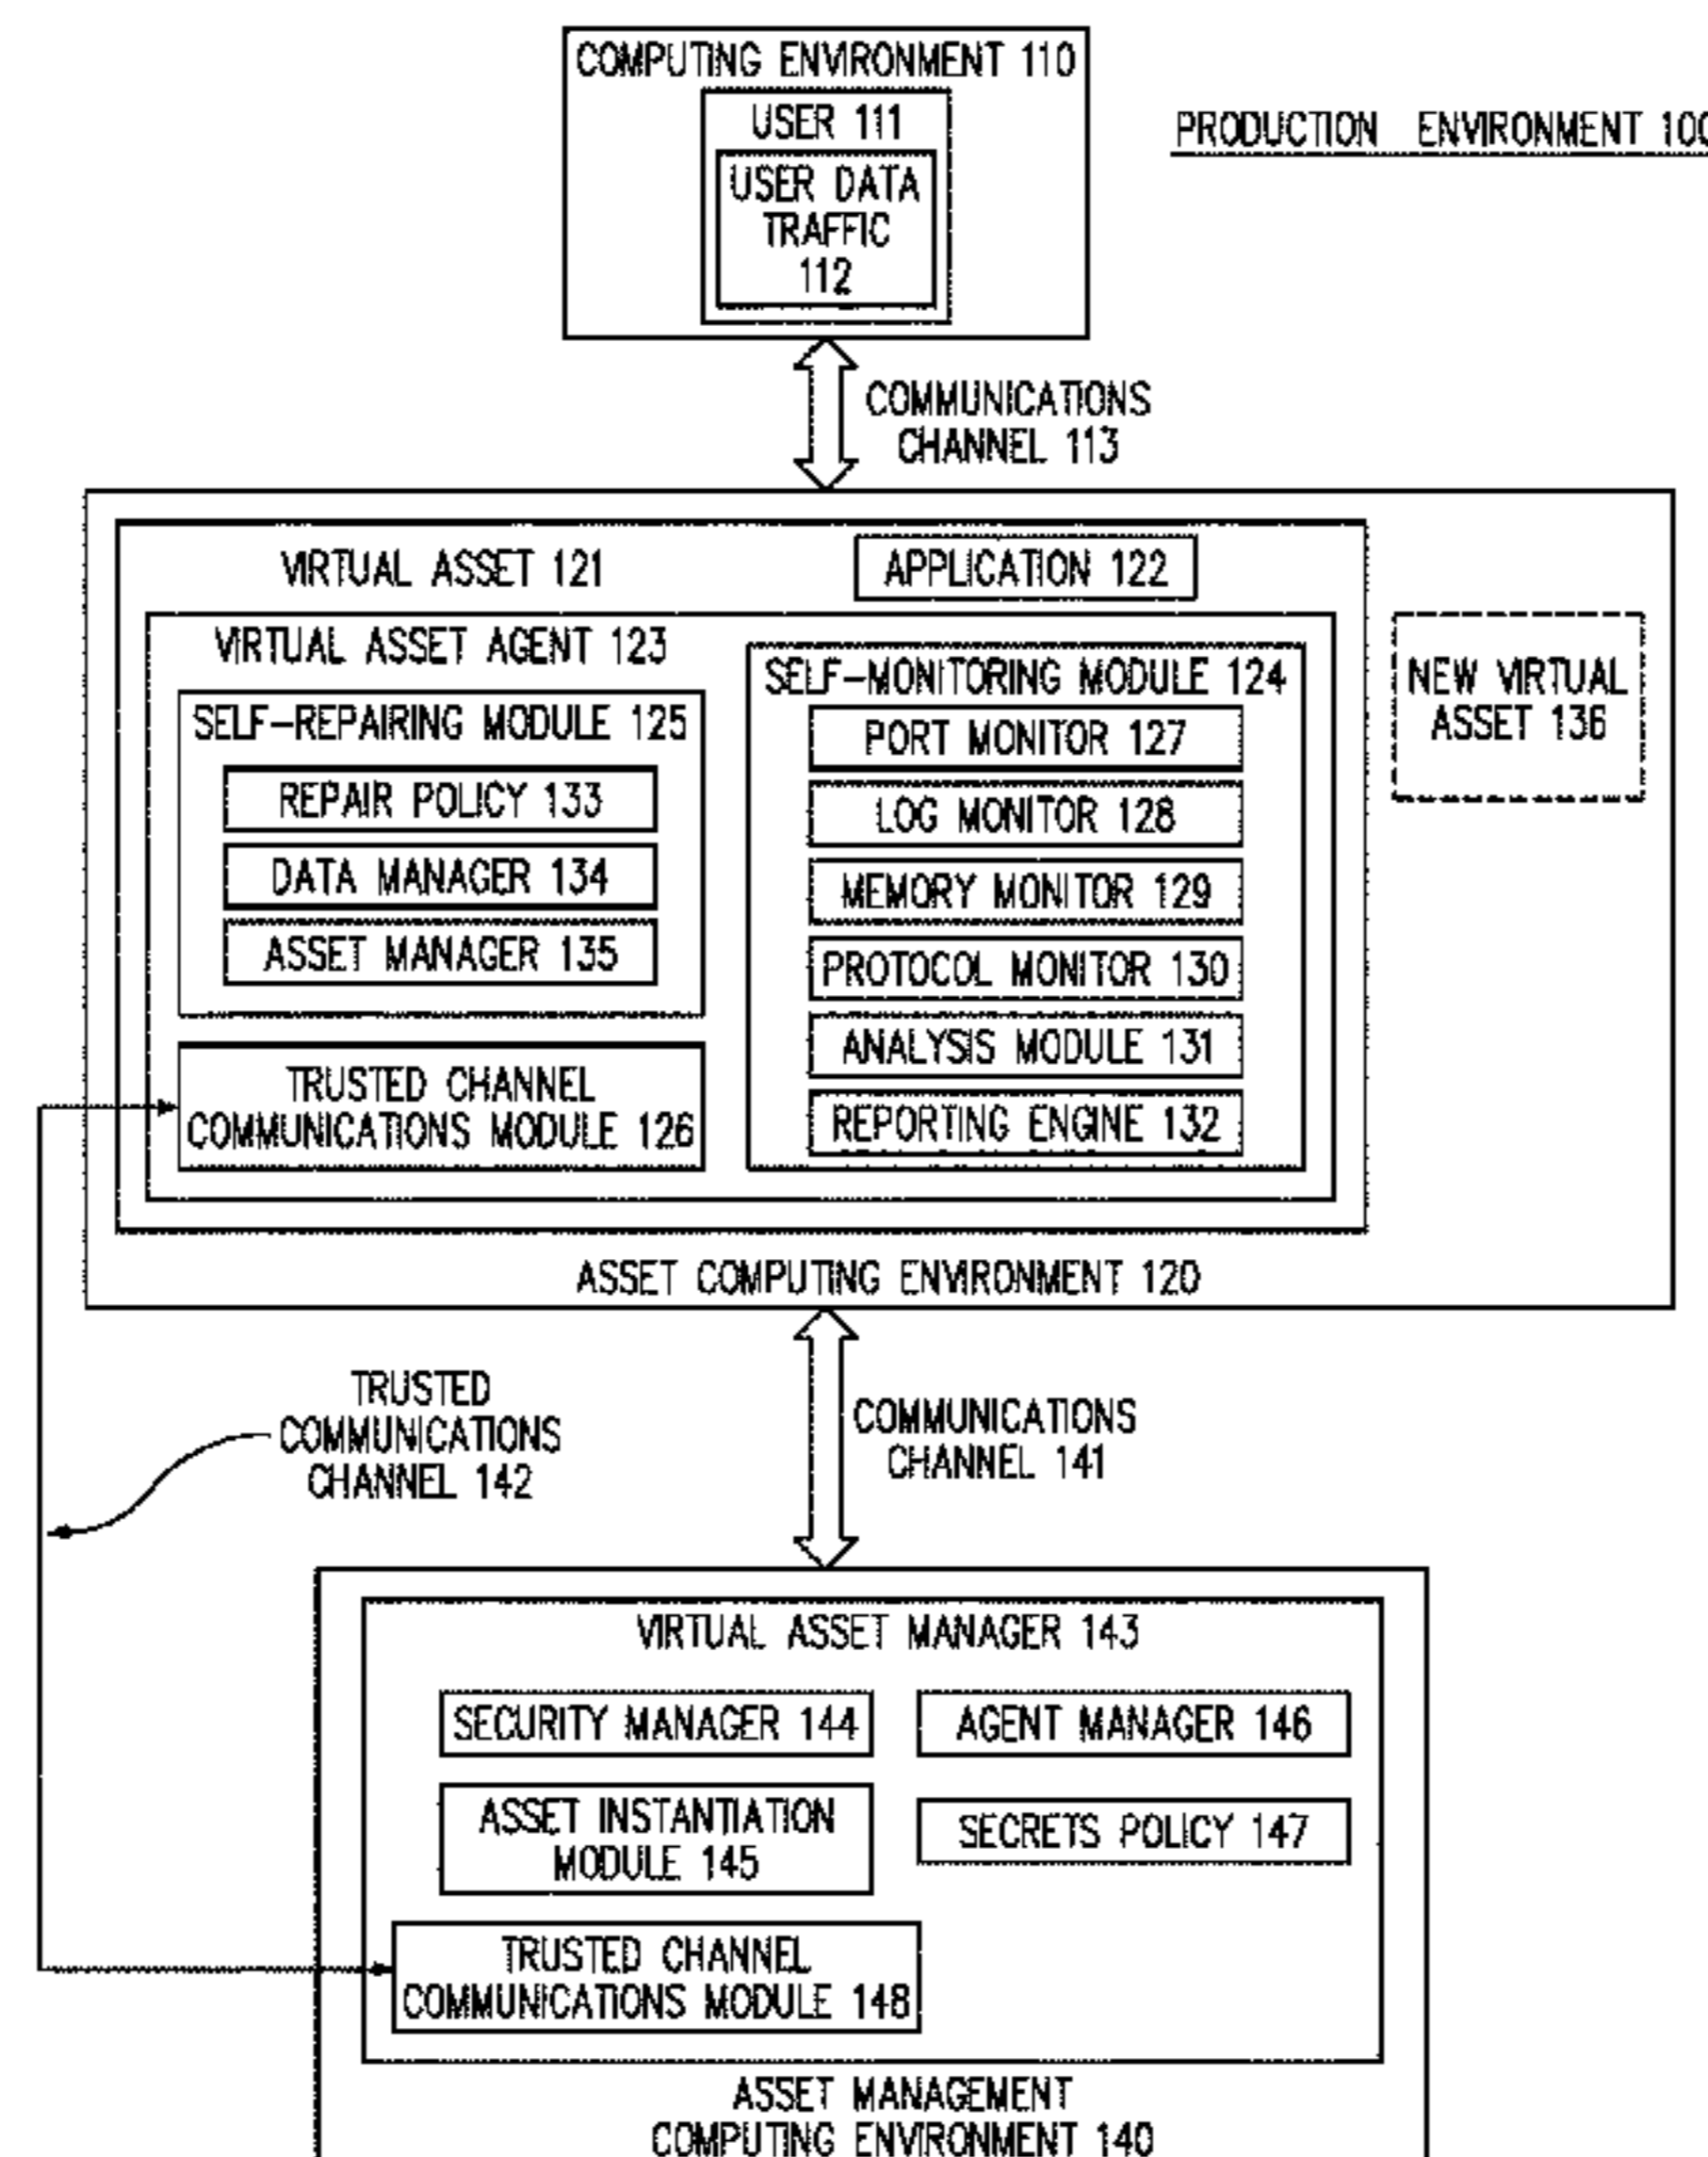 COMPUTING ENVIRONMENT 110
USER 111
USER DATA
TRAFFIC
112
PRODUCTION ENVIRONMENT 100
COMMUNICATIONS
CHANNEL 113
VIRTUAL ASSET 121
APPLICATION 122
VIRTUAL ASSET AGENT 123
SELF-REPAIRING MODULE 125
REPAIR POLICY 133
DATA MANAGER 134
ASSET MANAGER 135
TRUSTED CHANNEL
COMMUNICATIONS MODULE 126
SELF-MONITORING MODULE 124
PORT MONITOR 127
LOG MONITOR 128
MEMORY MONITOR 129
PROTOCOL MONITOR 130
ANALYSIS MODULE 131
REPORTING ENGINE 132
NEW VIRTUAL
ASSET 136
ASSET COMPUTING ENVIRONMENT 120
TRUSTED
COMMUNICATIONS
CHANNEL 142
COMMUNICATIONS
CHANNEL 141
VIRTUAL ASSET MANAGER 143
SECURITY MANAGER 144
AGENT MANAGER 146
ASSET INSTANTIATION
MODULE 145
SECRETS POLICY 147
TRUSTED CHANNEL
COMMUNICATIONS MODULE 148
ASSET MANAGEMENT
COMPUTING ENVIRONMENT 140